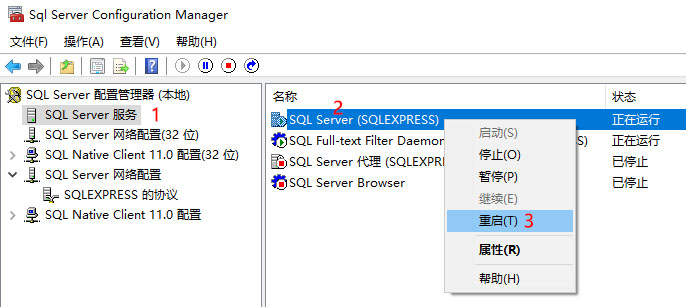 Sql Server Configuration Manager
文件(F) 操作(A) 查看(V) 帮助(H)
SQL Server 配置管理器 (本地)
SQL Server 服务 1
SQL Server 网络配置(32 位)
SQL Native Client 11.0 配置(32 位)
SQL Server 网络配置
SQLEXPRESS 的协议
SQL Native Client 11.0 配置
名称 状态
2
SQL Server (SQLEXPRESS) 正在运行
SQL Full-text Filter Daemon S) 正在运行
SQL Server 代理 (SQLEXPRE 已停止
SQL Server Browser 已停止
启动(S)
停止(O)
暂停(P)
继续(E)
重启(T) 3
属性(R)
帮助(H)